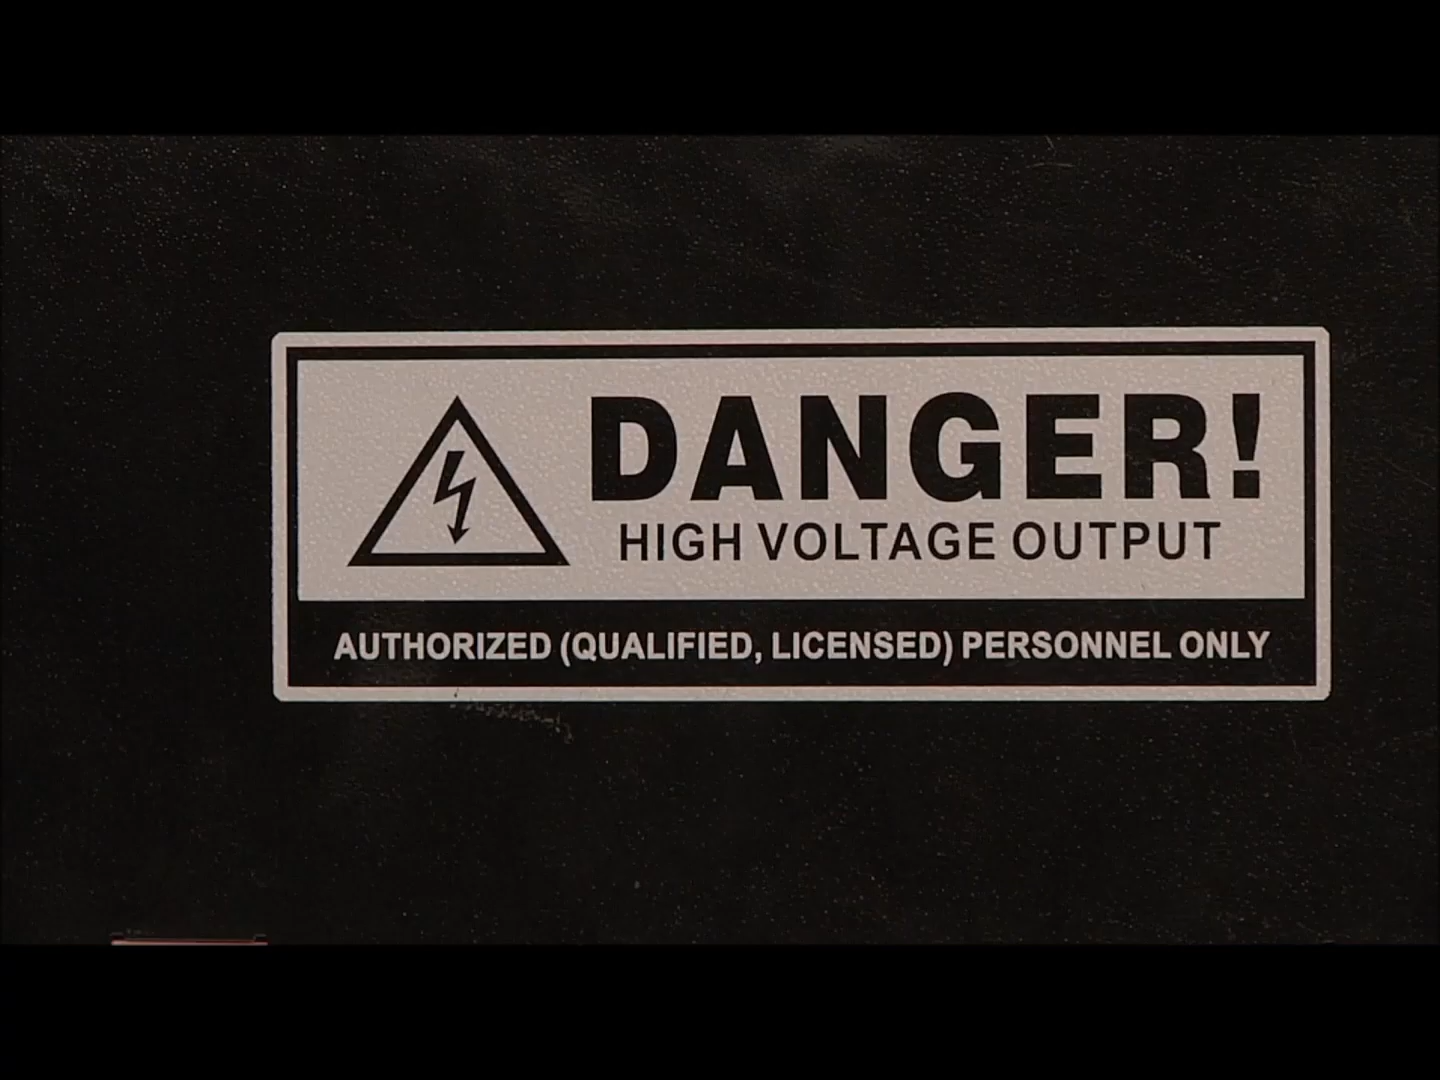 DANGER!
HIGH VOLTAGE OUTPUT
AUTHORIZED (QUALIFIED, LICENSED) PERSONNEL ONLY